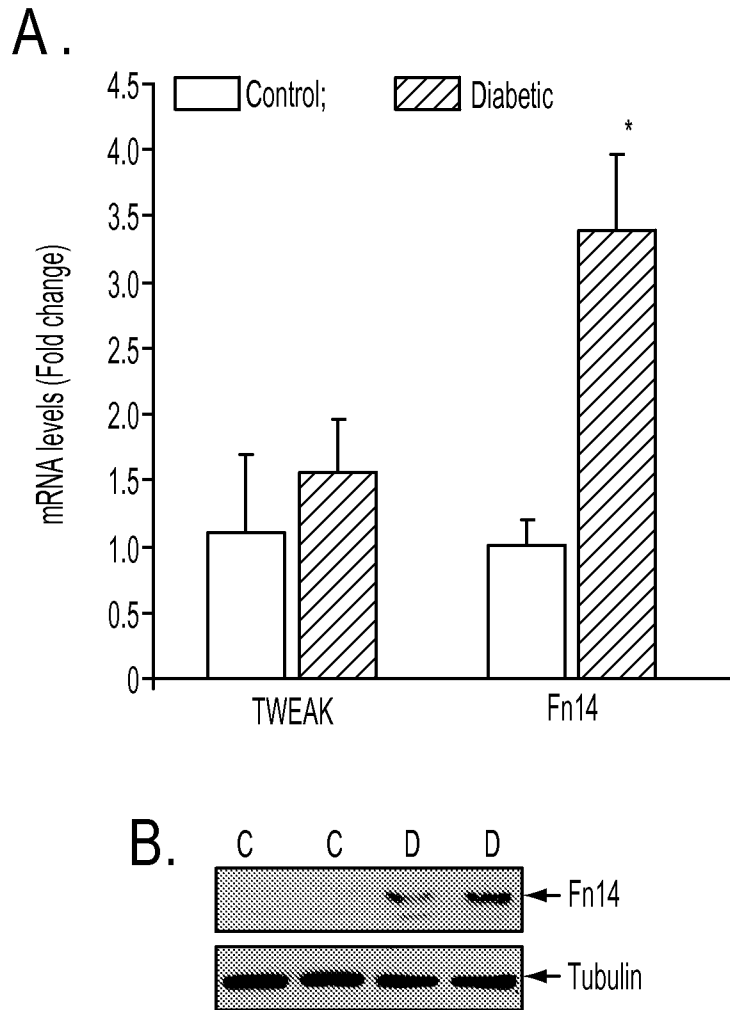 A.
4.5
4.0
3.5
3.0
2.5
2.0
1.5
1.0
0.5
0
mRNA levels (Fold change)
Control; Diabetic
*
TWEAK Fn14
B.
C C D D
Fn14
Tubulin